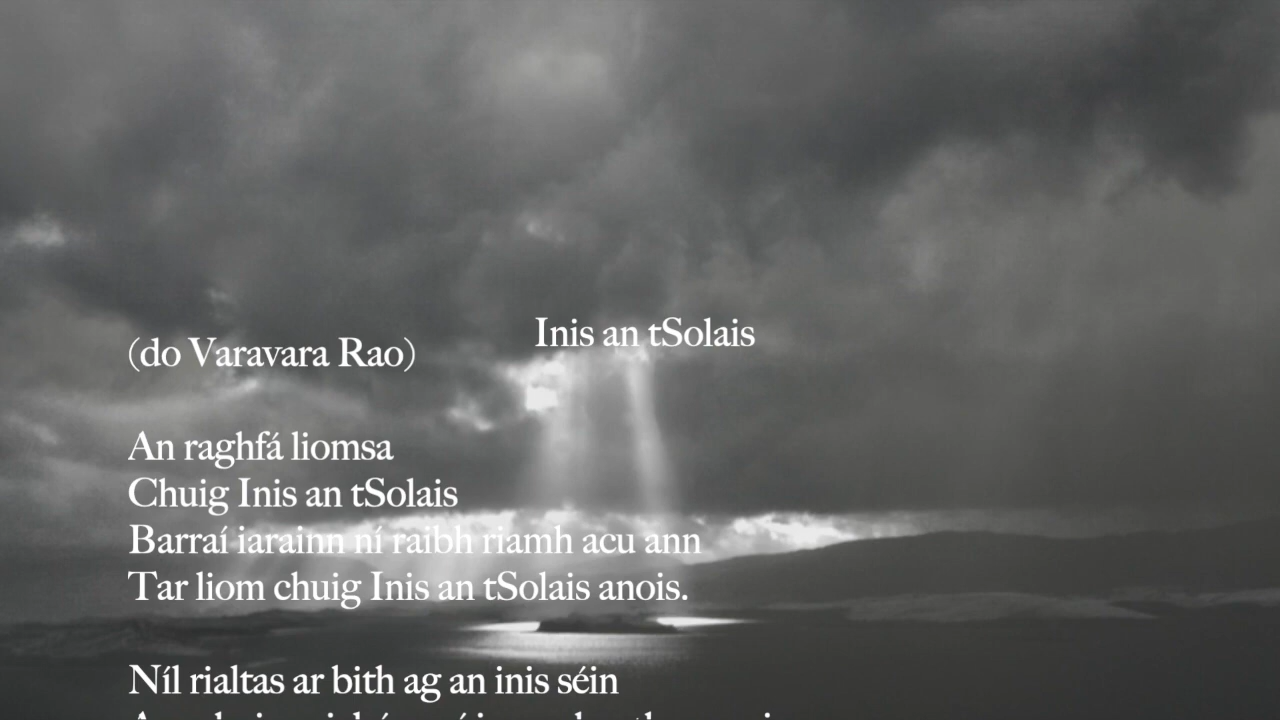 Inis an tSolais
(do Varavara Rao)
An raghfá liomsa
Chuig Inis an tSolais
Barraí iarainn ní raibh riamh acu ann
Tar liom chuig Inis an tSolais anois.
Níl rialtas ar bith ag an inis séin